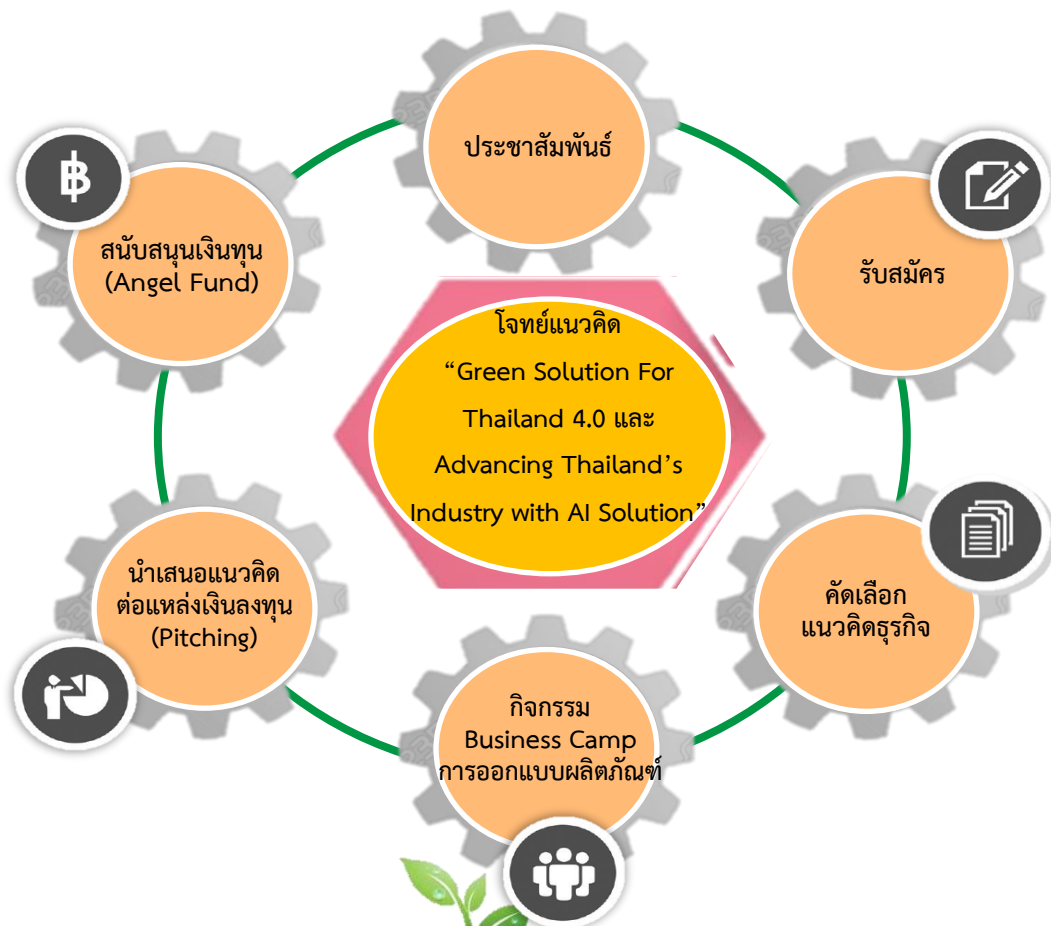 ประชาสัมพันธ์
รับสมัคร
คัดเลือก
แนวคิดธุรกิจ
กิจกรรม
Business Camp
การออกแบบผลิตภัณฑ์
นำเสนอแนวคิด
ต่อแหล่งเงินลงทุน
(Pitching)
฿
สนับสนุนเงินทุน
(Angel Fund)
โจทย์แนวคิด
“Green Solution For
Thailand 4.0 และ
Advancing Thailand’s
Industry with AI Solution”